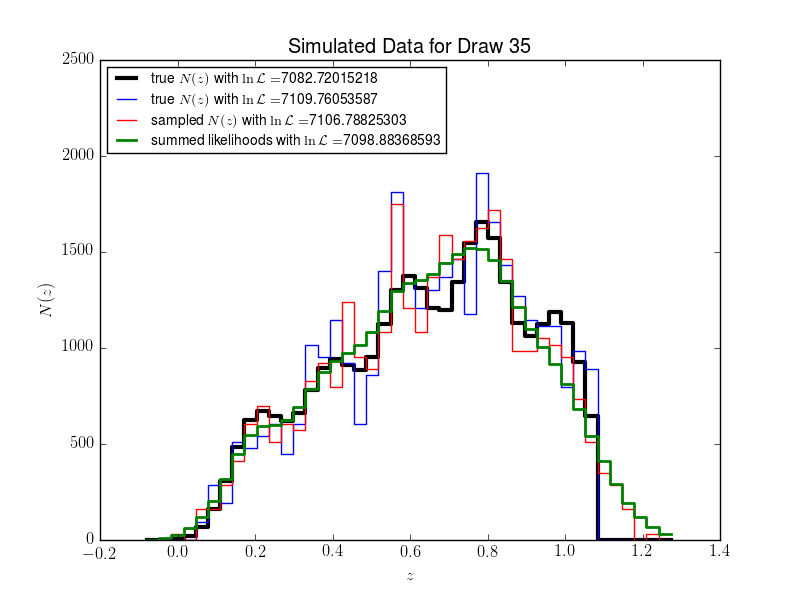 Simulated Data for Draw 35
2500
true N(z) with ln ℒ =7082.72015218
true N(z) with ln ℒ =7109.76053587
sampled N(z) with ln ℒ =7106.78825303
summed likelihoods with ln ℒ =7098.88368593
2000
1500
N(z)
1000
500
0
−0.2 0.0 0.2 0.4 0.6 0.8 1.0 1.2 1.4
z